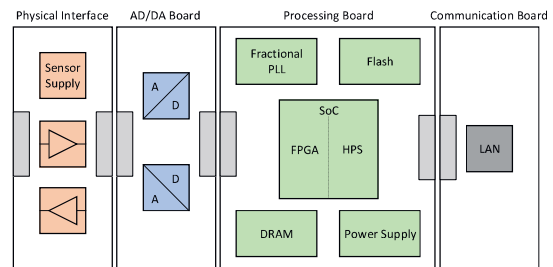 Physical Interface
AD/DA Board
Processing Board
Communication Board
Sensor
Supply
A
D
D
A
Fractional
PLL
Flash
SoC
FPGA
HPS
DRAM
Power Supply
LAN